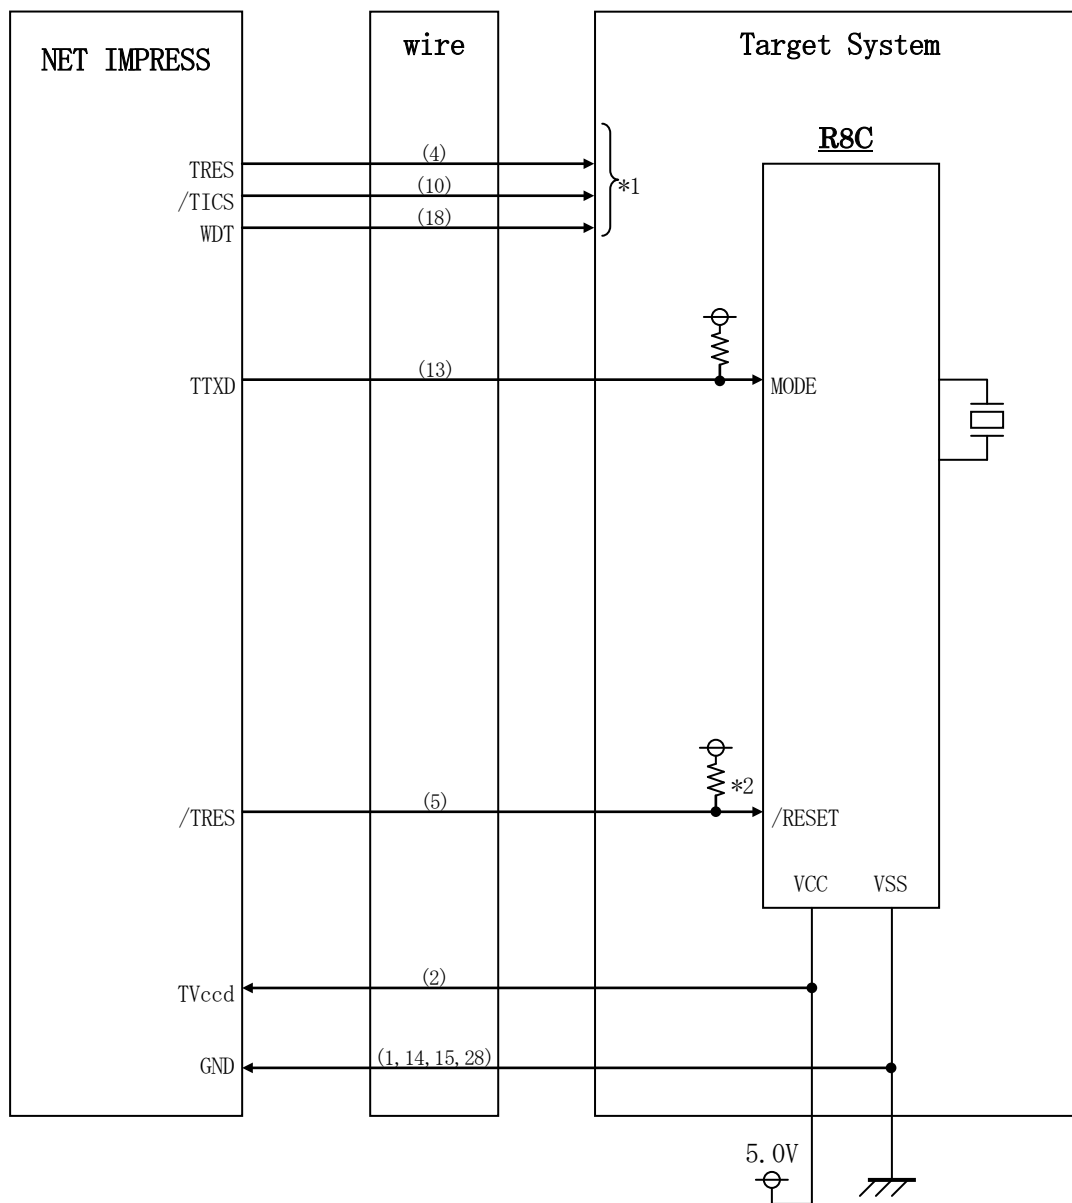 NET IMPRESS
wire
Target System
R8C
TRES
(4)
*1
/TICS
(10)
WDT
(18)
TTXD
(13)
MODE
*2
/TRES
(5)
/RESET
VCC
VSS
TVccd
(2)
GND
(1,14,15,28)
5.0V